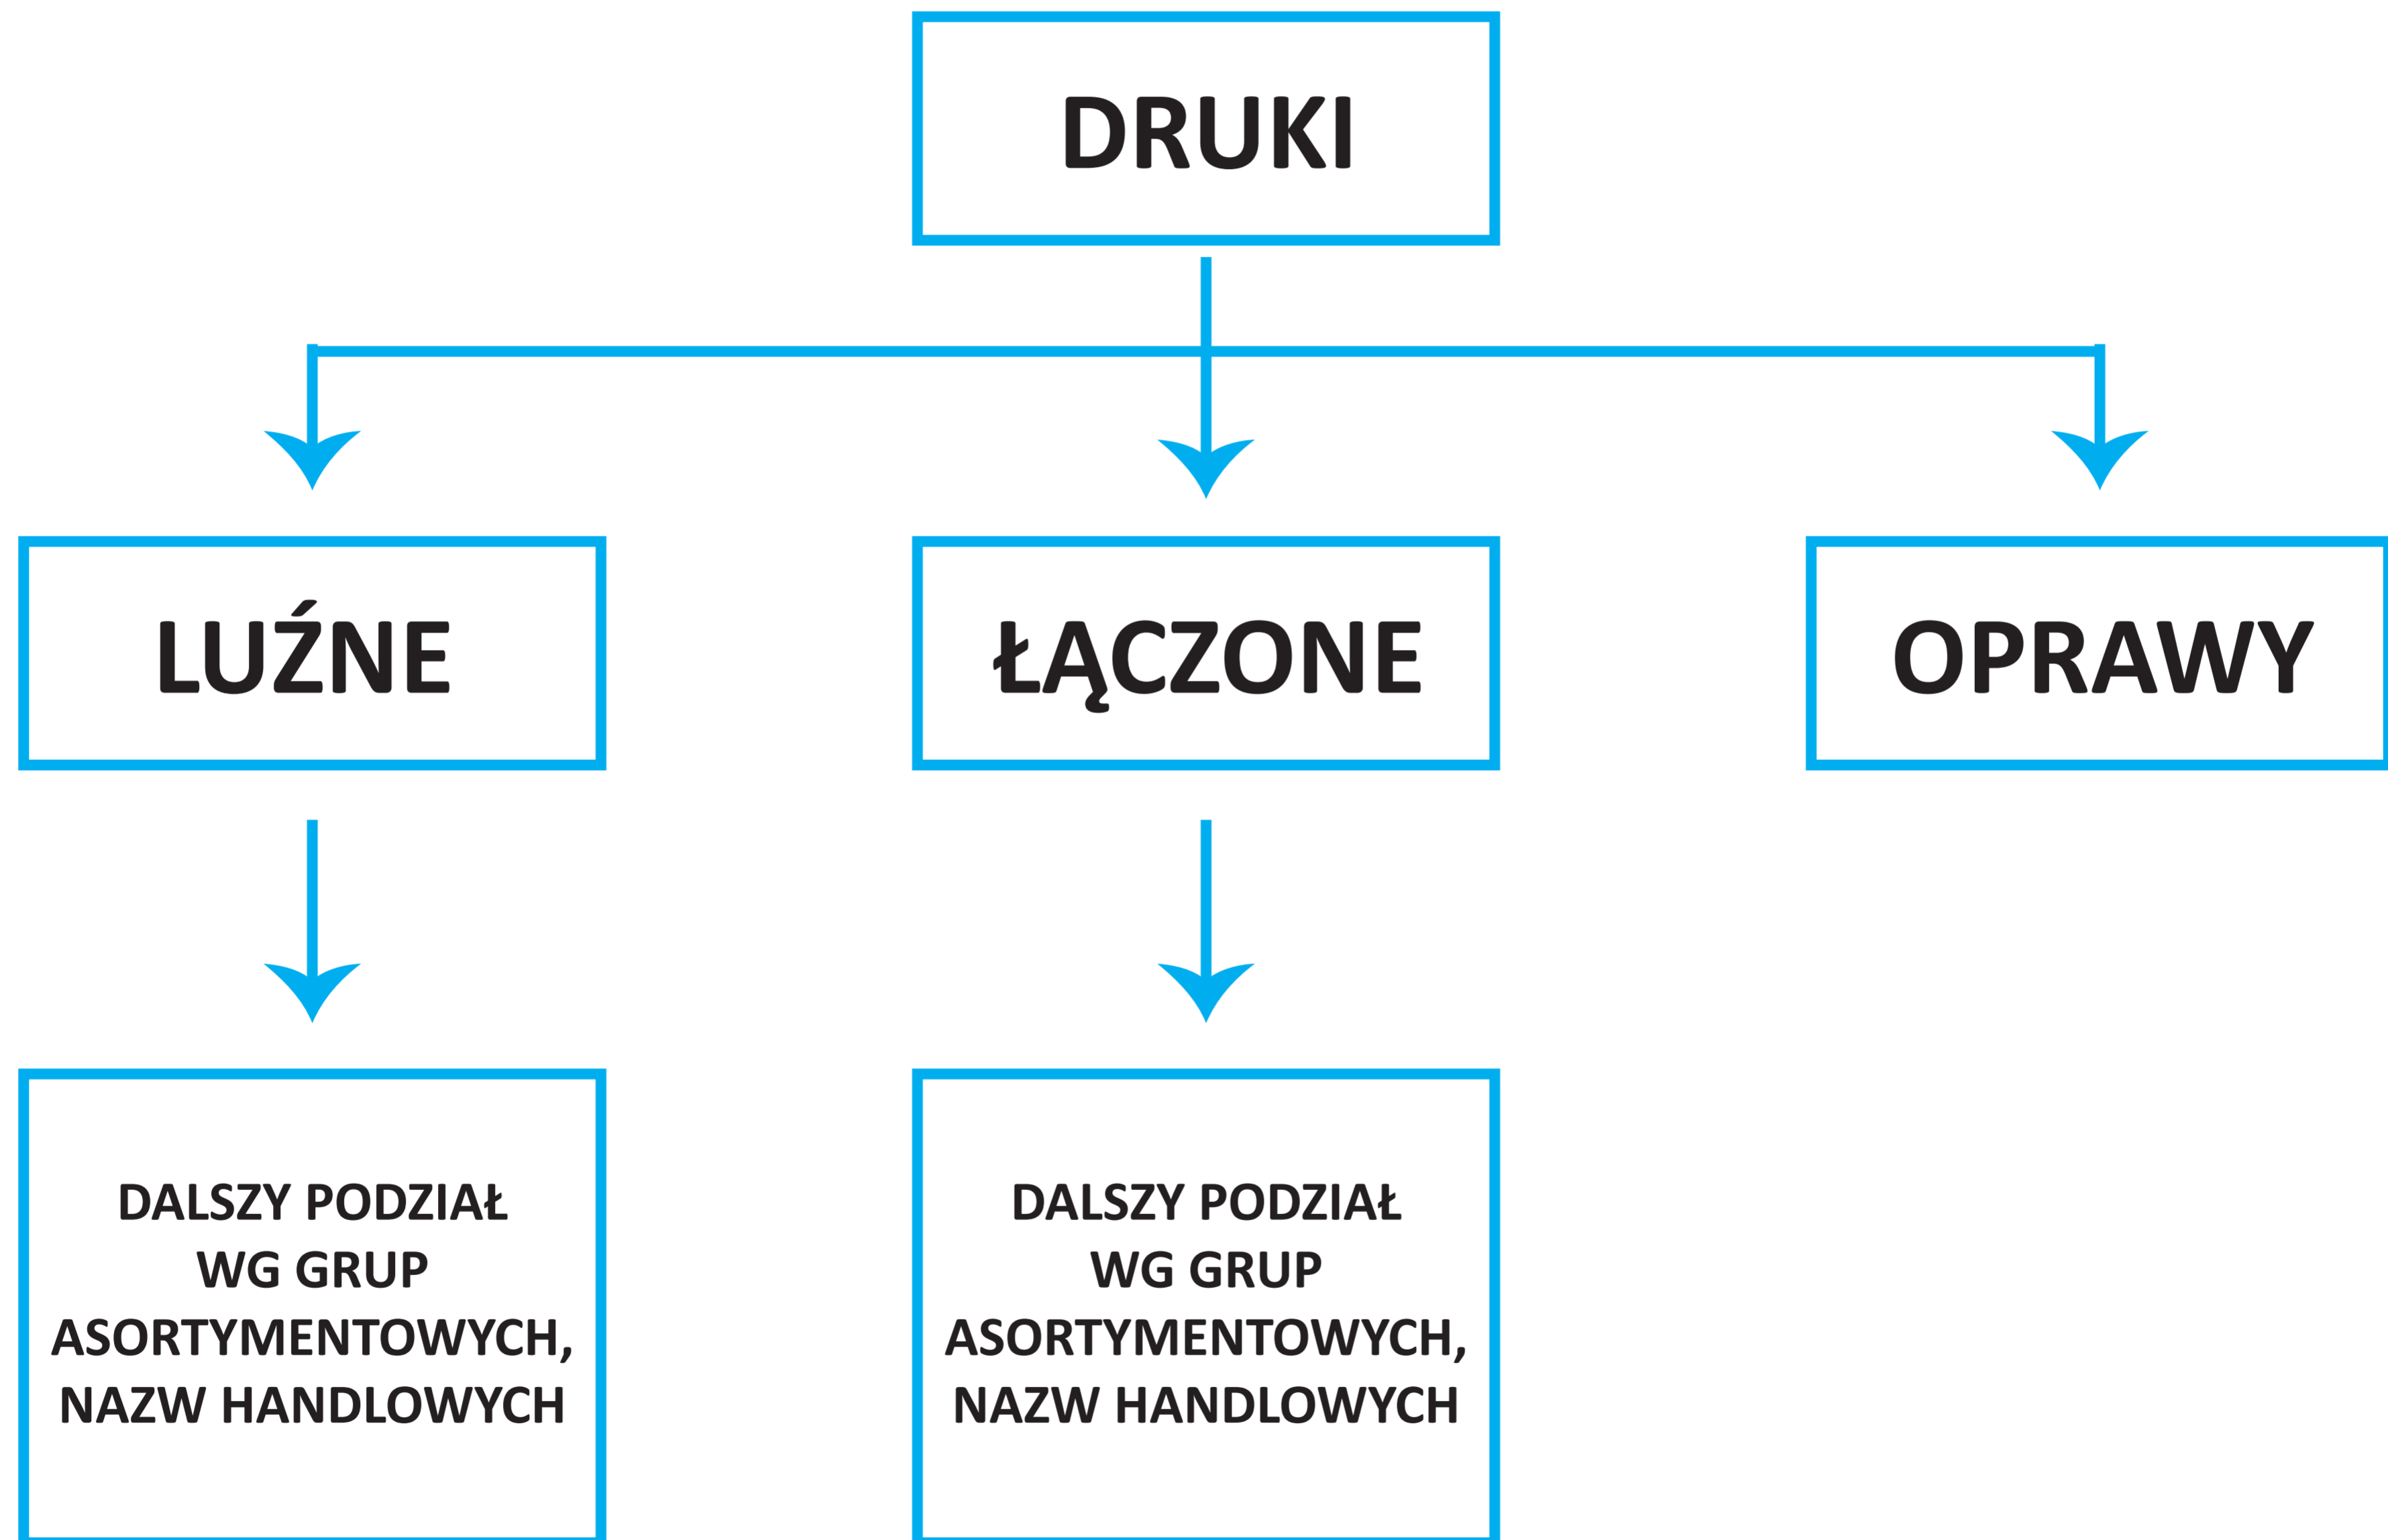 DRUKI
LUŹNE
ŁĄCZONE
OPRAWY
DALSZY PODZIAŁ
WG GRUP
ASORTYMENTOWYCH,
NAZW HANDLOWYCH
DALSZY PODZIAŁ
WG GRUP
ASORTYMENTOWYCH,
NAZW HANDLOWYCH